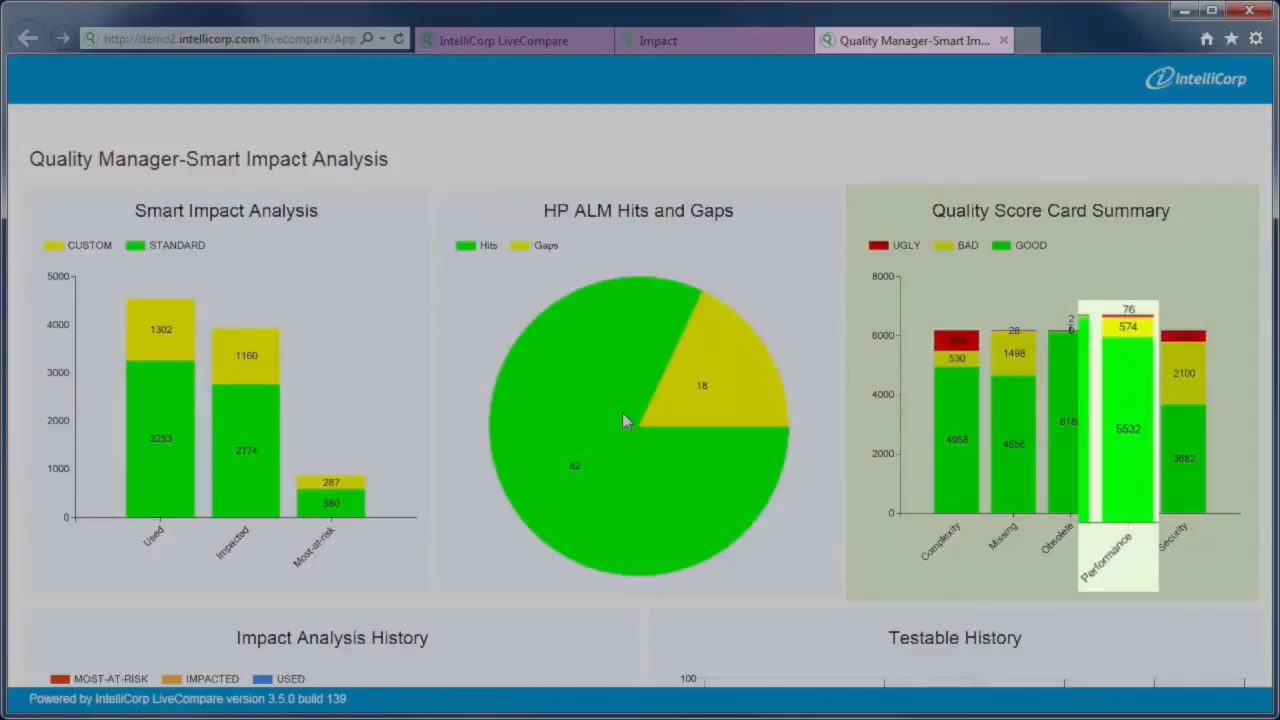 http://demo2.intellicorp.com/livecompare/App
IntelliCorp LiveCompare
Impact
Quality Manager-Smart Im...
IntelliCorp
Quality Manager-Smart Impact Analysis
Smart Impact Analysis
CUSTOM STANDARD
5000
4000
3000
2000
1000
0
1302
3253
1160
2774
287
580
Used
Impacted
Most-at-risk
HP ALM Hits and Gaps
Hits Gaps
18
82
Quality Score Card Summary
UGLY BAD GOOD
8000
6000
4000
2000
0
530
4958
28
1498
4656
2
618
76
574
5532
2100
3682
Complexity
Missing
Obsolete
Performance
Security
Impact Analysis History
MOST-AT-RISK IMPACTED USED
Testable History
100
Powered by IntelliCorp LiveCompare version 3.5.0 build 139